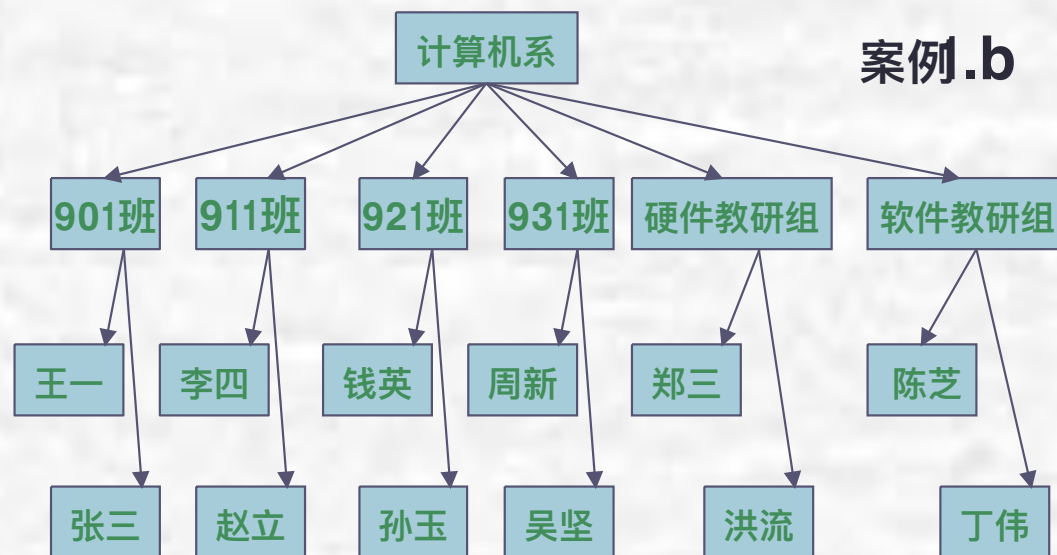 计算机系
案例1.b
901班
911班
921班
931班
硬件教研组
软件教研组
王一
李四
钱英
周新
郑三
陈芝
张三
赵立
孙玉
吴坚
洪流
丁伟